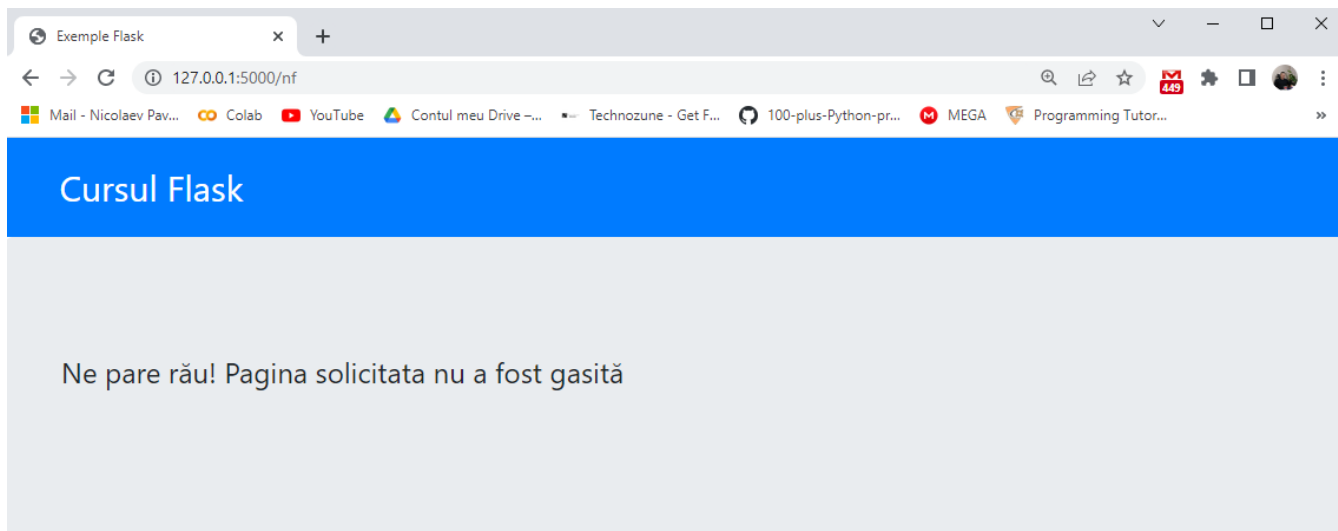 Exemple Flask
127.0.0.1:5000/nf
449
Mail - Nicolaev Pav... Colab YouTube Contul meu Drive –... Technozune - Get F... 100-plus-Python-pr... MEGA Programming Tutor... »
Cursul Flask
Ne pare rău! Pagina solicitata nu a fost gasită